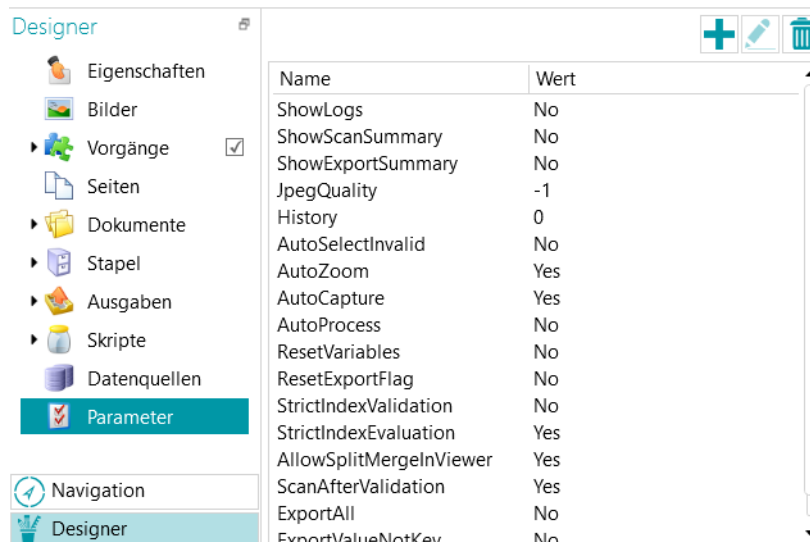 Designer
Eigenschaften
Bilder
Vorgänge
Seiten
Dokumente
Stapel
Ausgaben
Skripte
Datenquellen
Parameter
Navigation
Designer
Name Wert
ShowLogs No
ShowScanSummary No
ShowExportSummary No
JpegQuality -1
History 0
AutoSelectInvalid No
AutoZoom Yes
AutoCapture Yes
AutoProcess No
ResetVariables No
ResetExportFlag No
StrictIndexValidation No
StrictIndexEvaluation Yes
AllowSplitMergeInViewer Yes
ScanAfterValidation Yes
ExportAll No
ExportValueNotKey No